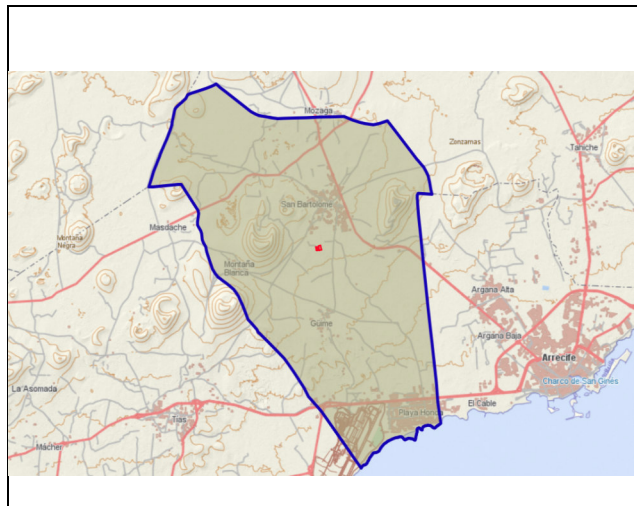 Mozaga
Zonzamas
Tahiche
San Bartolomé
Masdache
Montaña
Negra
Montaña
Blanca
Argana Alta
Güime
Argana Baja
Arrecife
Charco de San Ginés
La Asomada
Playa Honda
El Cable
Tías
Mácher